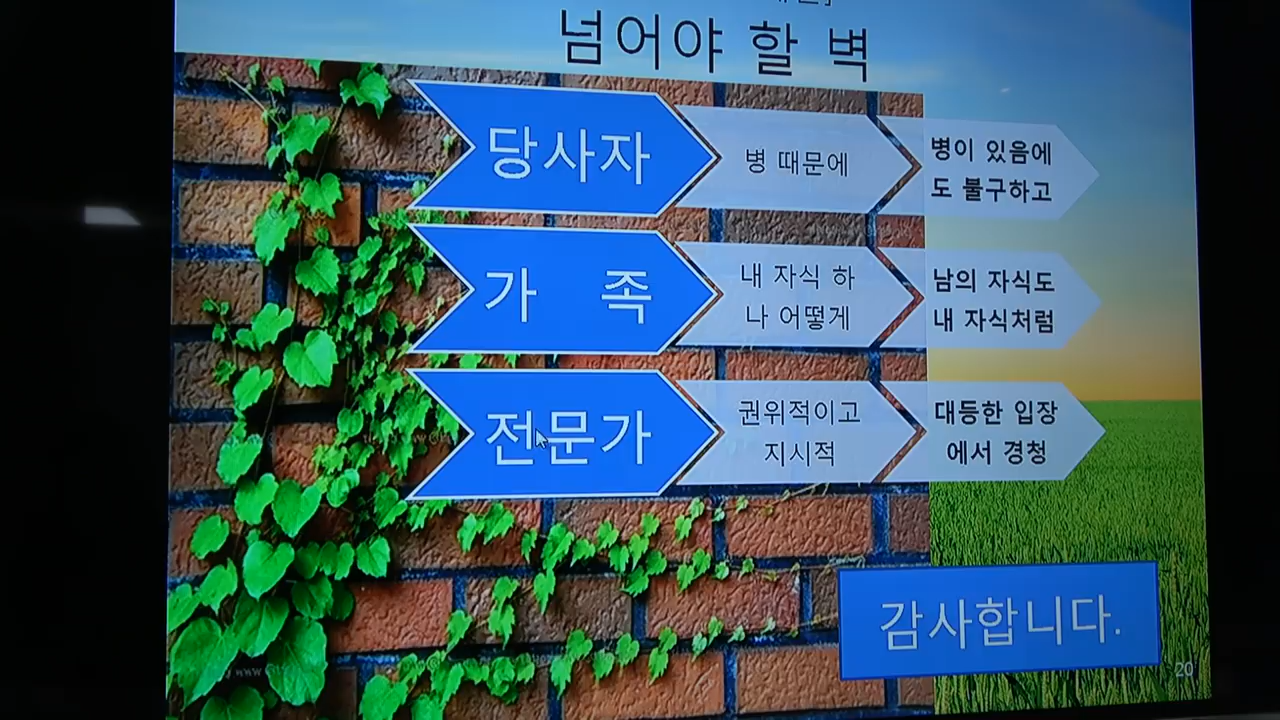 넘어야 할 벽
당사자
병 때문에
병이 있음에
도 불구하고
가 족
내 자식 하
나 어떻게
남의 자식도
내 자식처럼
전문가
권위적이고
지시적
대등한 입장
에서 경청
감사합니다.
20